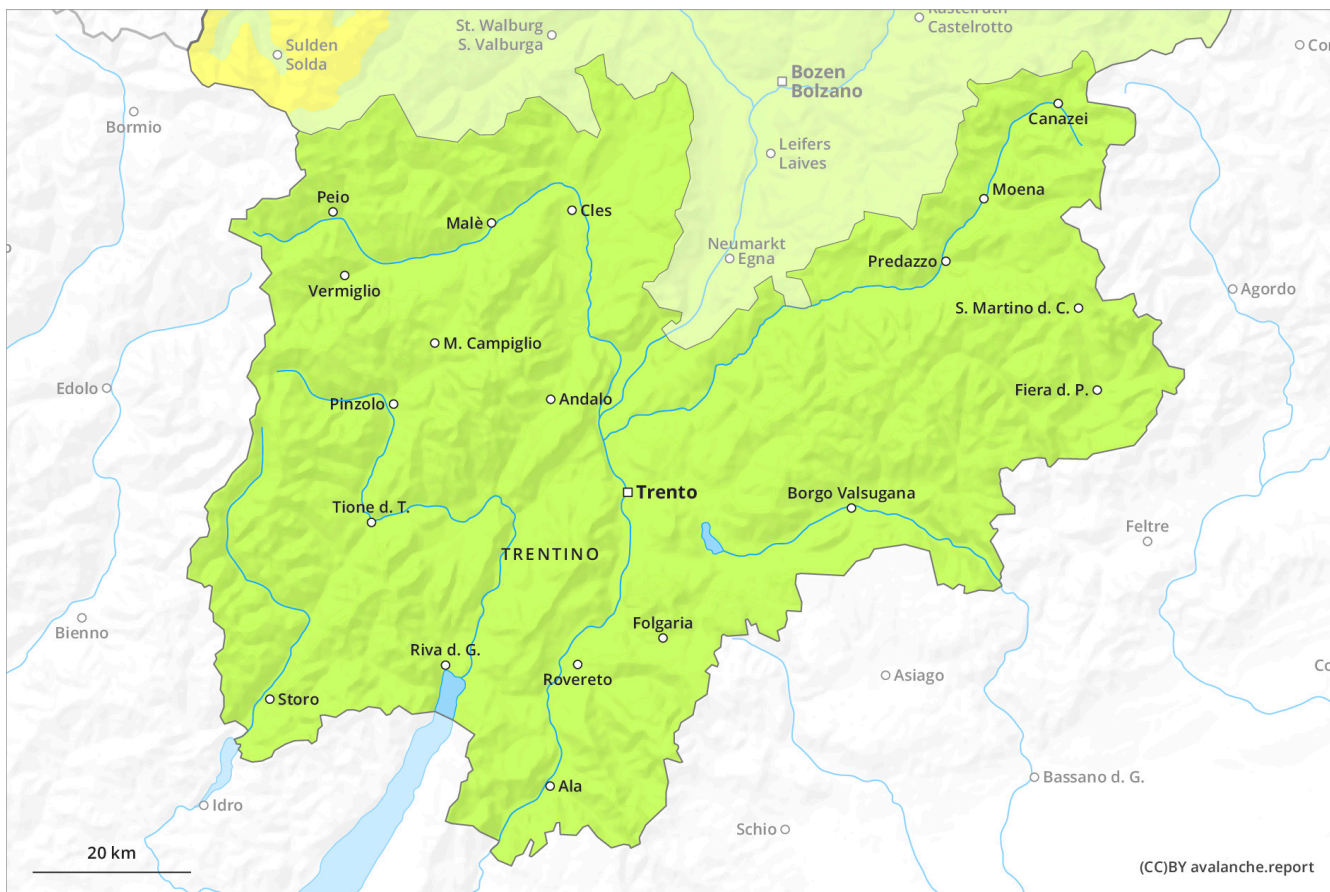 Kastelruth
Castelrotto
St. Walburg
S. Valburga
Sulden
Solda
Bozen
Bolzano
Bormio
Canazei
Leifers
Laives
Moena
Peio
Malè
Cles
Neumarkt
Egna
Predazzo
Vermiglio
Agordo
S. Martino d. C.
M. Campiglio
Edolo
Pinzolo
Andalo
Fiera d. P.
Trento
Borgo Valsugana
Tione d. T.
Feltre
TRENTINO
Bienno
Folgaria
Riva d. G.
Rovereto
Asiago
Storo
Ala
Bassano d. G.
Idro
Schio
20 km
(CC)BY avalanche.report